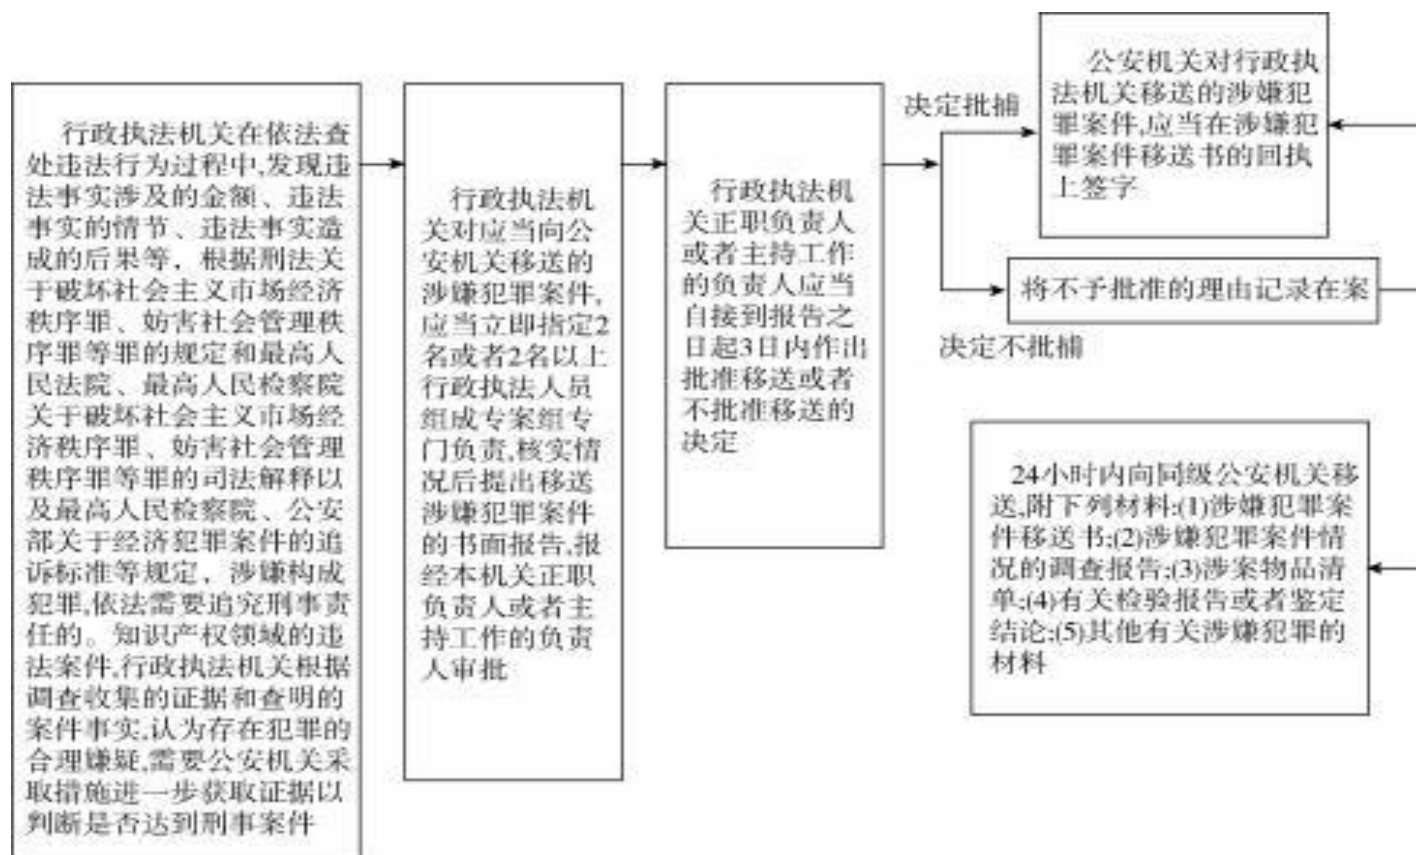 行政执法机关在依法查
处违法行为过程中,发现违
法事实涉及的金额、违法
事实的情节、违法事实造
成的后果等，根据刑法关
于破坏社会主义市场经济
秩序罪、妨害社会管理秩
序罪等罪的规定和最高人
民法院、最高人民检察院
关于破坏社会主义市场经
济秩序罪、妨害社会管理
秩序罪等罪的司法解释以
及最高人民检察院、公安
部关于经济犯罪案件的追
诉标准等规定，涉嫌构成
犯罪,依法需要追究刑事责
任的。知识产权领域的违
法案件,行政执法机关根据
调查收集的证据和查明的
案件事实,认为存在犯罪的
合理嫌疑,需要公安机关采
取措施进一步获取证据以
判断是否达到刑事案件
行政执法机
关对应当向公
安机关移送的
涉嫌犯罪案件,
应当立即指定2
名或者2名以上
行政执法人员
组成专案组专
门负责,核实情
况后提出移送
涉嫌犯罪案件
的书面报告,报
经本机关正职
负责人或者主
持工作的负责
人审批
行政执法机
关正职负责人
或者主持工作
的负责人应当
自接到报告之
日起3日内作出
批准移送或者
不批准移送的
决定
决定批捕
公安机关对行政执
法机关移送的涉嫌犯
罪案件,应当在涉嫌犯
罪案件移送书的回执
上签字
将不予批准的理由记录在案
决定不批捕
24小时内向同级公安机关移
送,附下列材料:(1)涉嫌犯罪案
件移送书;(2)涉嫌犯罪案件情
况的调查报告;(3)涉案物品清
单;(4)有关检验报告或者鉴定
结论;(5)其他有关涉嫌犯罪的
材料